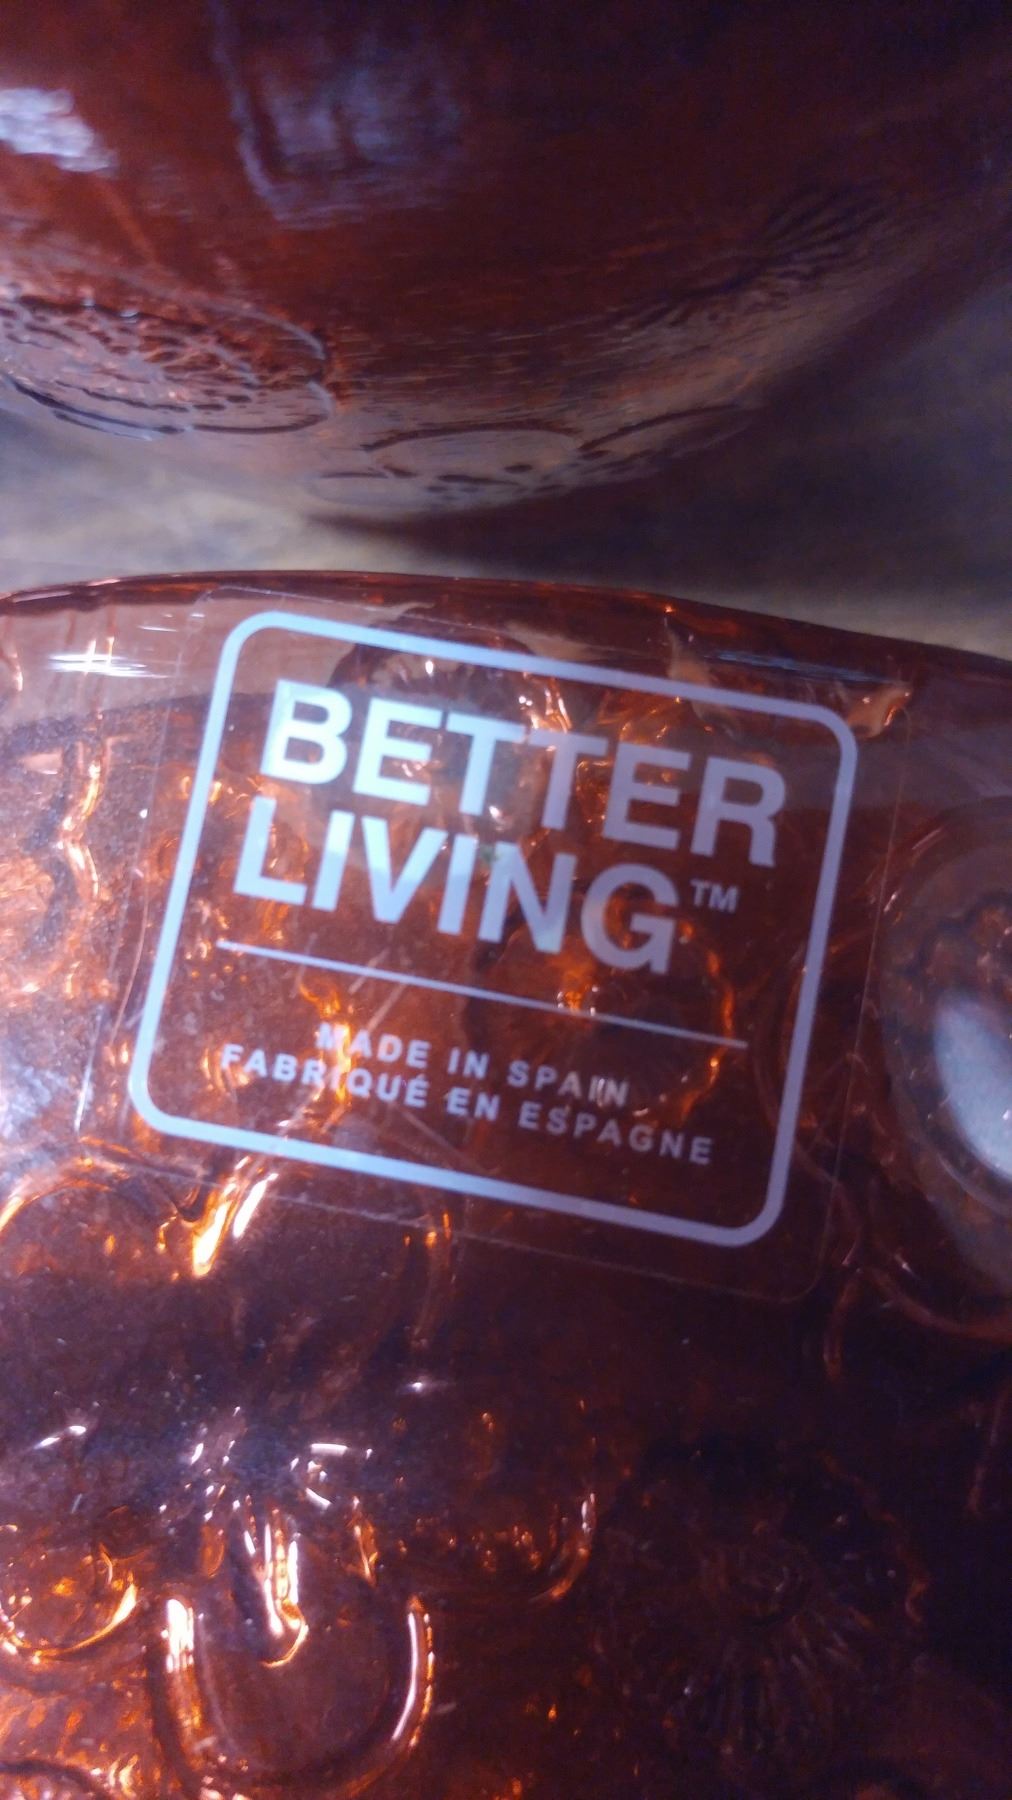 BETTER
LIVING™
MADE IN SPAIN
FABRIQUÉ EN ESPAGNE